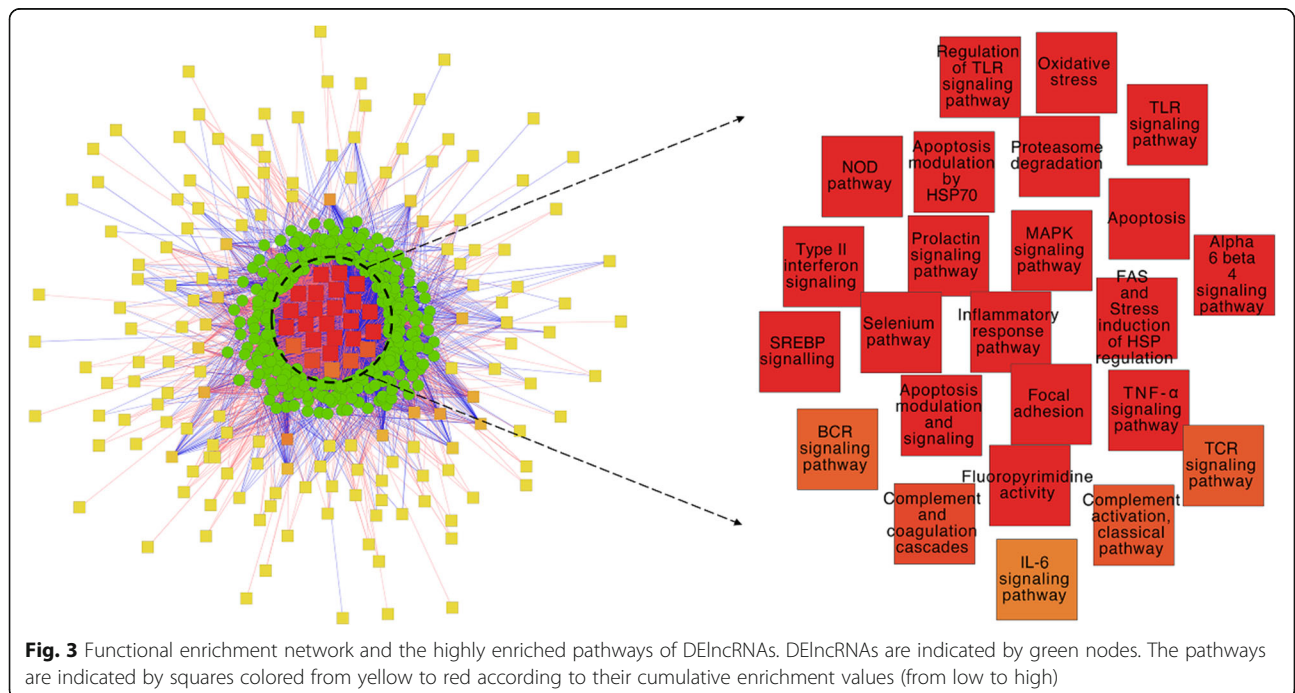 Regulation
of TLR
signaling
pathway
Oxidative
stress
TLR
signaling
pathway
NOD
pathway
Apoptosis
modulation
by
HSP70
Proteasome
degradation
Apoptosis
Type II
interferon
signaling
Prolactin
signaling
pathway
MAPK
signaling
pathway
Alpha
6 beta
4
signaling
pathway
SREBP
signalling
Selenium
pathway
Inflammatory
response
pathway
FAS
and
Stress
induction
of HSP
regulation
Apoptosis
modulation
and
signaling
Focal
adhesion
TNF-α
signaling
pathway
BCR
signaling
pathway
TCR
signaling
pathway
Fluoropyrimidine
activity
Complement
and
coagulation
cascades
Complement
activation,
classical
pathway
IL-6
signaling
pathway
Fig. 3 Functional enrichment network and the highly enriched pathways of DElncRNAs. DElncRNAs are indicated by green nodes. The pathways
are indicated by squares colored from yellow to red according to their cumulative enrichment values (from low to high)